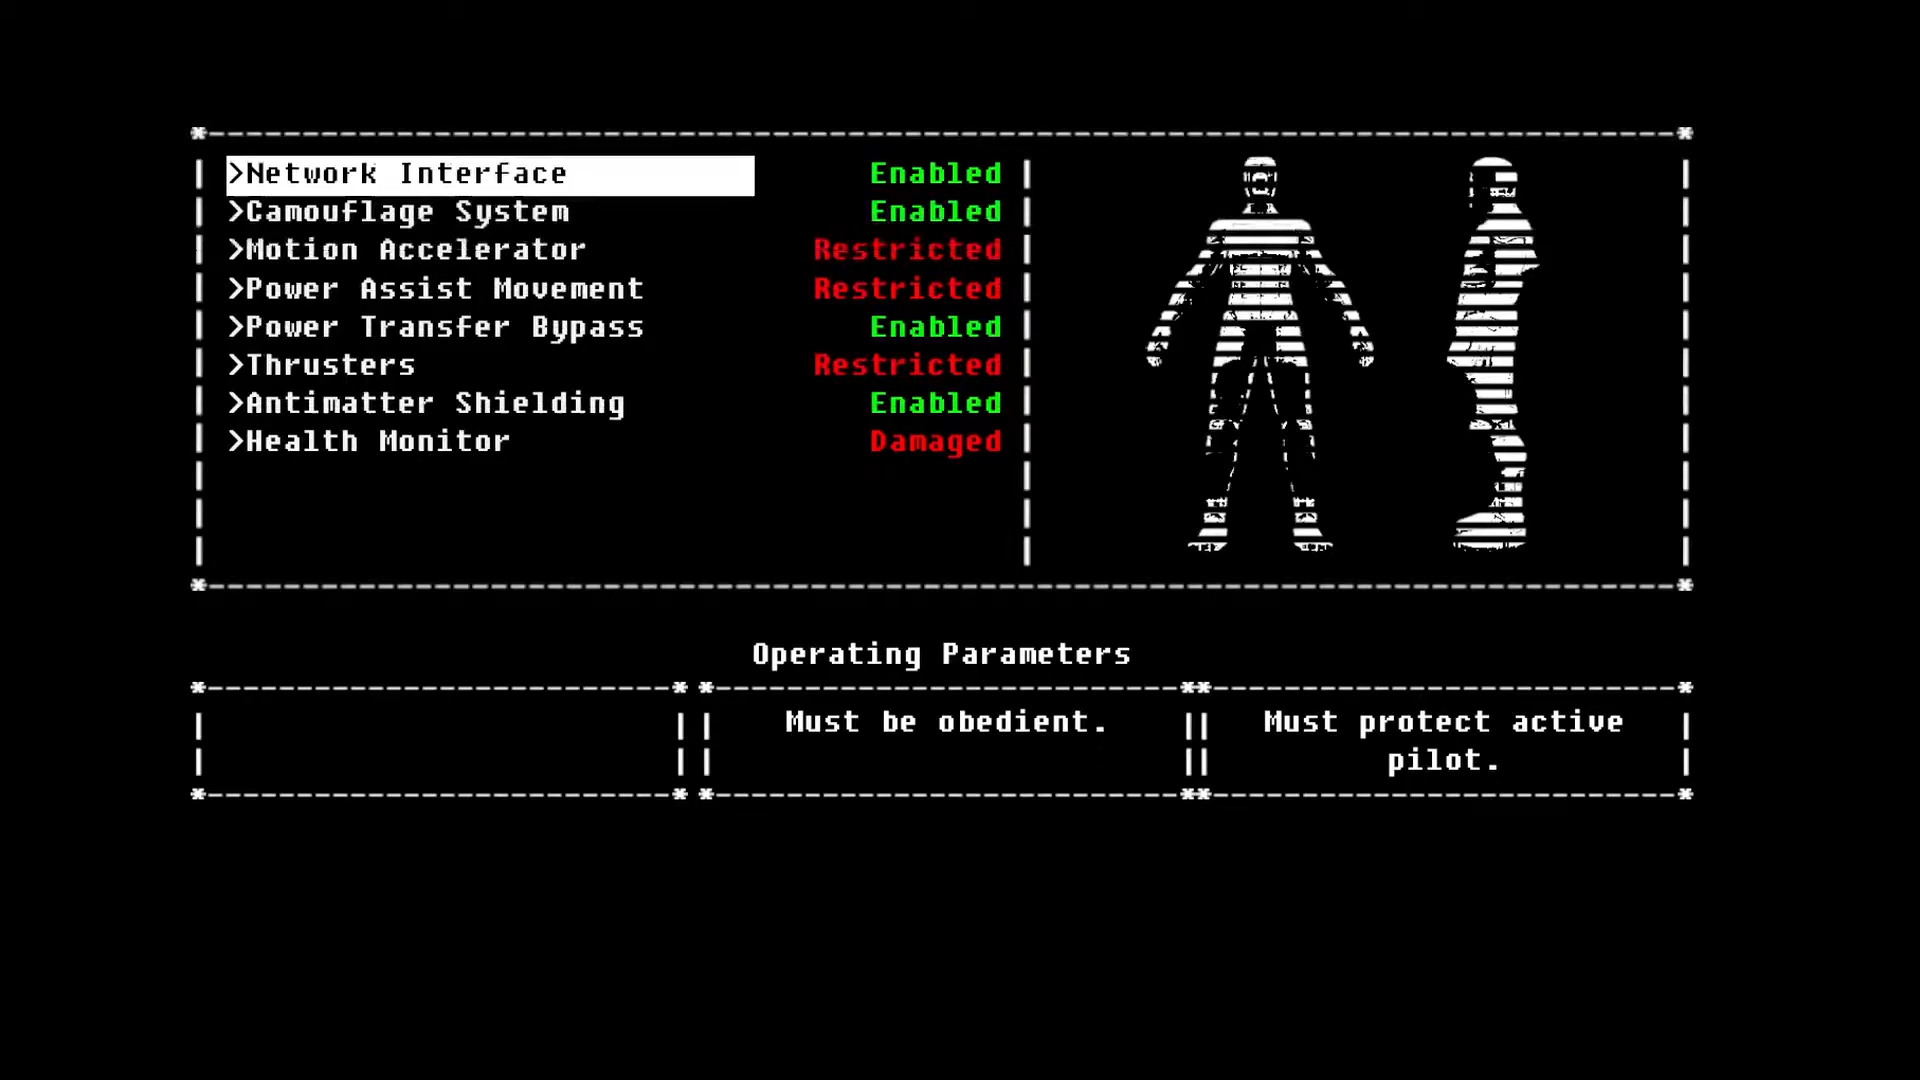 >Network Interface Enabled
>Camouflage System Enabled
>Motion Accelerator Restricted
>Power Assist Movement Restricted
>Power Transfer Bypass Enabled
>Thrusters Restricted
>Antimatter Shielding Enabled
>Health Monitor Damaged
Operating Parameters
Must be obedient.
Must protect active
pilot.